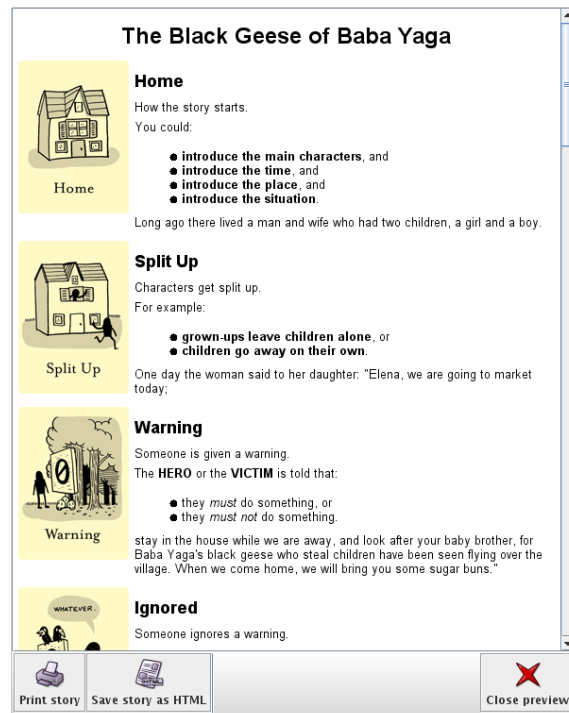 The Black Geese of Baba Yaga
Home
Home
How the story starts.
You could:
introduce the main characters, and
introduce the time, and
introduce the place, and
introduce the situation.
Long ago there lived a man and wife who had two children, a girl and a boy.
Split Up
Split Up
Characters get split up.
For example:
grown-ups leave children alone, or
children go away on their own.
One day the woman said to her daughter: "Elena, we are going to market
today;
Warning
Warning
Someone is given a warning.
The HERO or the VICTIM is told that:
they must do something, or
they must not do something.
stay in the house while we are away, and look after your baby brother, for
Baba Yaga's black geese who steal children have been seen flying over the
village. When we come home, we will bring you some sugar buns."
WHATEVER.
Ignored
Someone ignores a warning.
Print story
Save story as HTML
Close preview